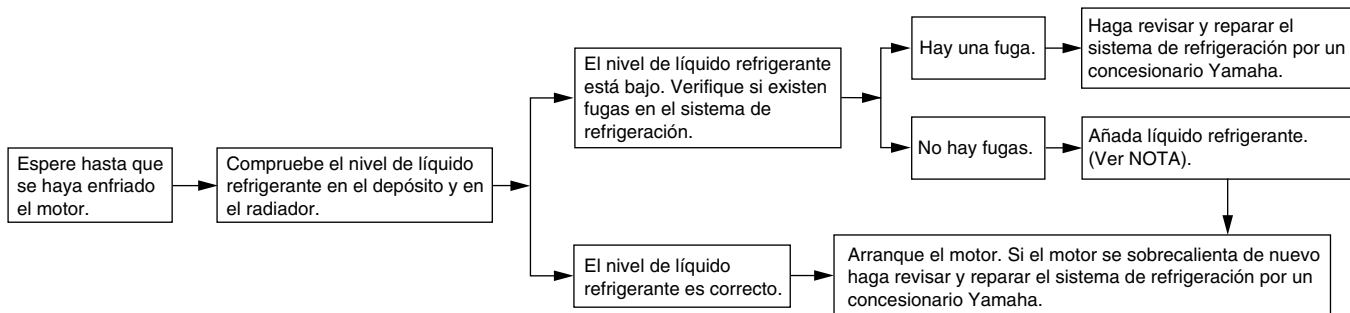 Espere hasta que
se haya enfriado
el motor.
Compruebe el nivel de líquido
refrigerante en el depósito y en
el radiador.
El nivel de líquido refrigerante
está bajo. Verifique si existen
fugas en el sistema de
refrigeración.
Hay una fuga.
Haga revisar y reparar el
sistema de refrigeración por un
concesionario Yamaha.
No hay fugas.
Añada líquido refrigerante.
(Ver NOTA).
El nivel de líquido
refrigerante es correcto.
Arranque el motor. Si el motor se sobrecalienta de nuevo
haga revisar y reparar el sistema de refrigeración por un
concesionario Yamaha.